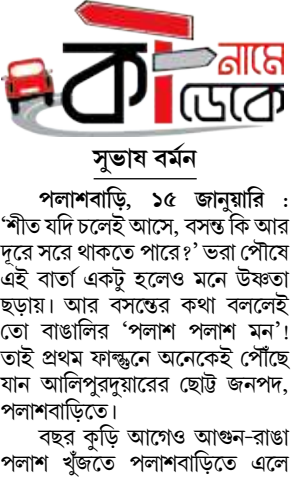 কী নামে
ডেকে
সুভাষ বর্মন
পলাশবাড়ি, ১৫ জানুয়ারি :
‘শীত যদি চলেই আসে, বসন্ত কি আর
দূরে সরে থাকতে পারে?’ ভরা পৌষে
এই বার্তা একটু হলেও মনে উষ্ণতা
ছড়ায়। আর বসন্তের কথা বললেই
তো বাঙালির ‘পলাশ পলাশ মন’!
তাই প্রথম ফাল্গুনে অনেকেই পৌঁছে
যান আলিপুরদুয়ারের ছোট্ট জনপদ,
পলাশবাড়িতে।
বছর কুড়ি আগেও আগুন-রাঙা
পলাশ খুঁজতে পলাশবাড়িতে এলে